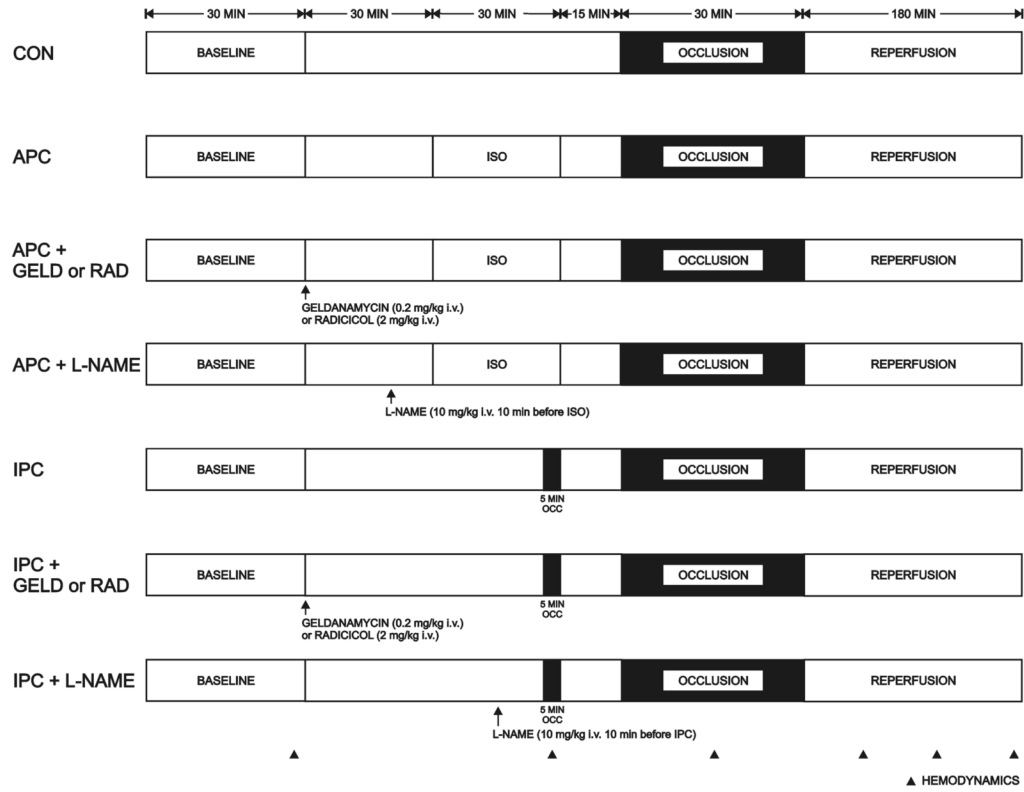 30 MIN 30 MIN 30 MIN 15 MIN 30 MIN 180 MIN
CON BASELINE OCCLUSION REPERFUSION
APC BASELINE ISO OCCLUSION REPERFUSION
APC +
GELD or RAD BASELINE ISO OCCLUSION REPERFUSION
GELDANAMYCIN (0.2 mg/kg i.v.)
or RADICICOL (2 mg/kg i.v.)
APC + L-NAME BASELINE ISO OCCLUSION REPERFUSION
L-NAME (10 mg/kg i.v. 10 min before ISO)
IPC BASELINE OCCLUSION REPERFUSION
5 MIN
OCC
IPC +
GELD or RAD BASELINE OCCLUSION REPERFUSION
5 MIN
OCC
GELDANAMYCIN (0.2 mg/kg i.v.)
or RADICICOL (2 mg/kg i.v.)
IPC + L-NAME BASELINE OCCLUSION REPERFUSION
5 MIN
OCC
L-NAME (10 mg/kg i.v. 10 min before IPC)
▲ HEMODYNAMICS